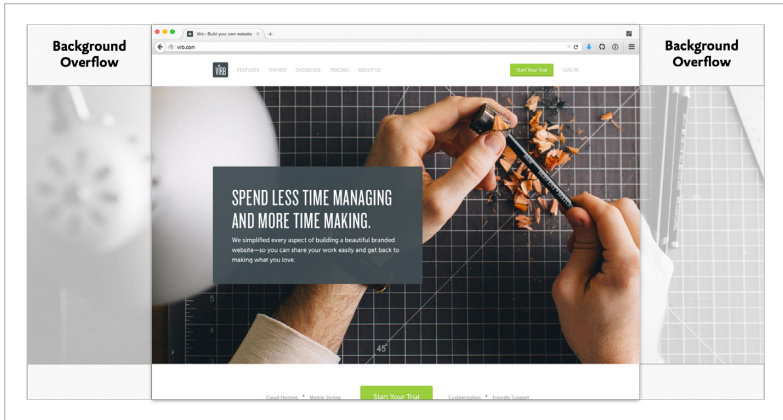 Background
Overflow
Virb - Build your own website
virb.com
VIRB
FEATURES THEMES SHOWCASE PRICING ABOUT US
Start Your Trial
LOG IN
Background
Overflow
SPEND LESS TIME MANAGING
AND MORE TIME MAKING.
We simplified every aspect of building a beautiful branded
website—so you can share your work easily and get back to
making what you love.
5
4
45°
Cloud Hosting * Mobile Styling
Start Your Trial
Customization * Friendly Support